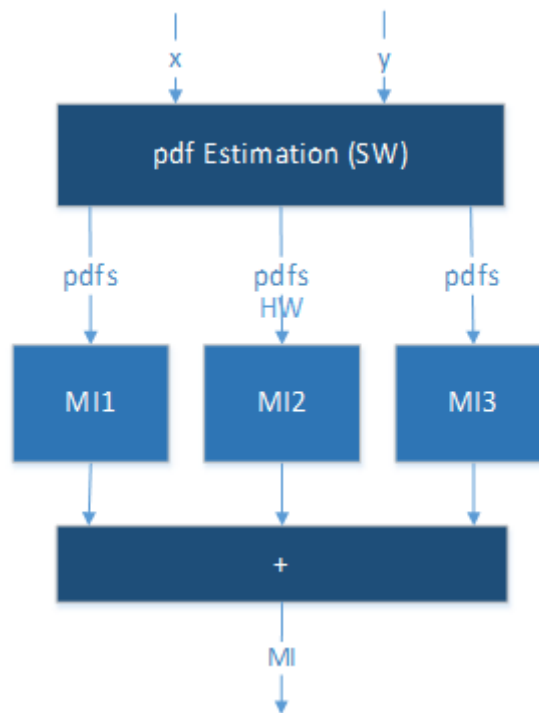 x y
pdf Estimation (SW)
pdfs pdfs pdfs
HW
MI1 MI2 MI3
+
MI